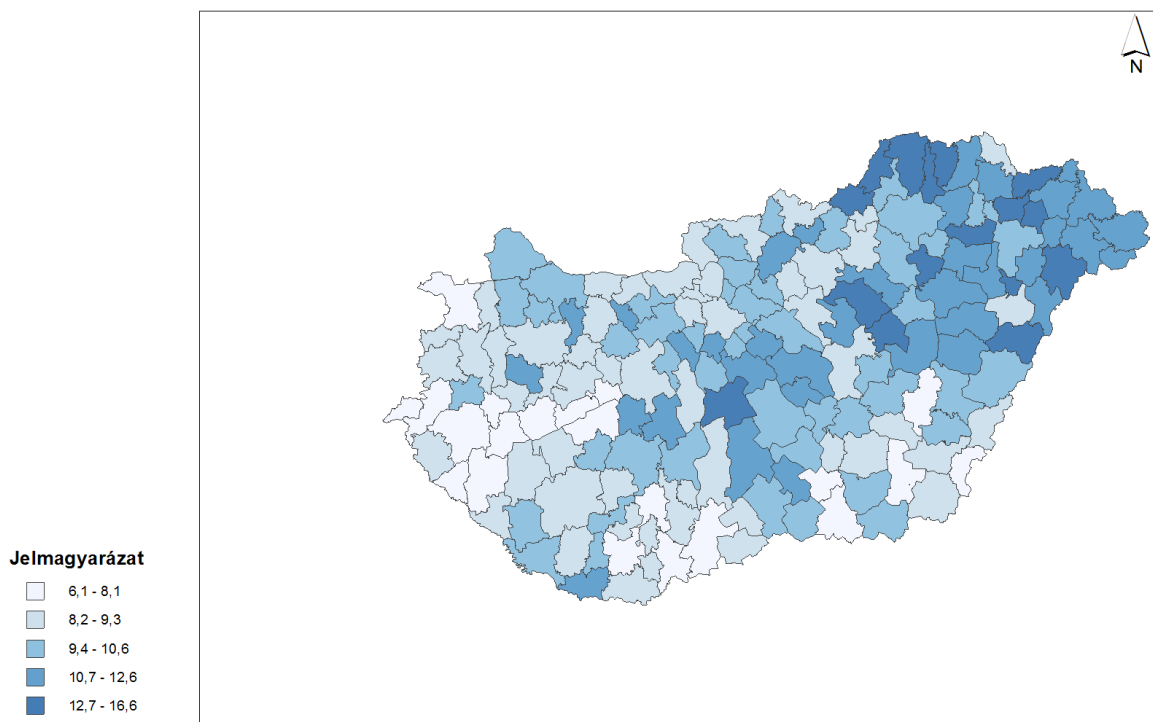 N
Jelmagyarázat
6,1 - 8,1
8,2 - 9,3
9,4 - 10,6
10,7 - 12,6
12,7 - 16,6